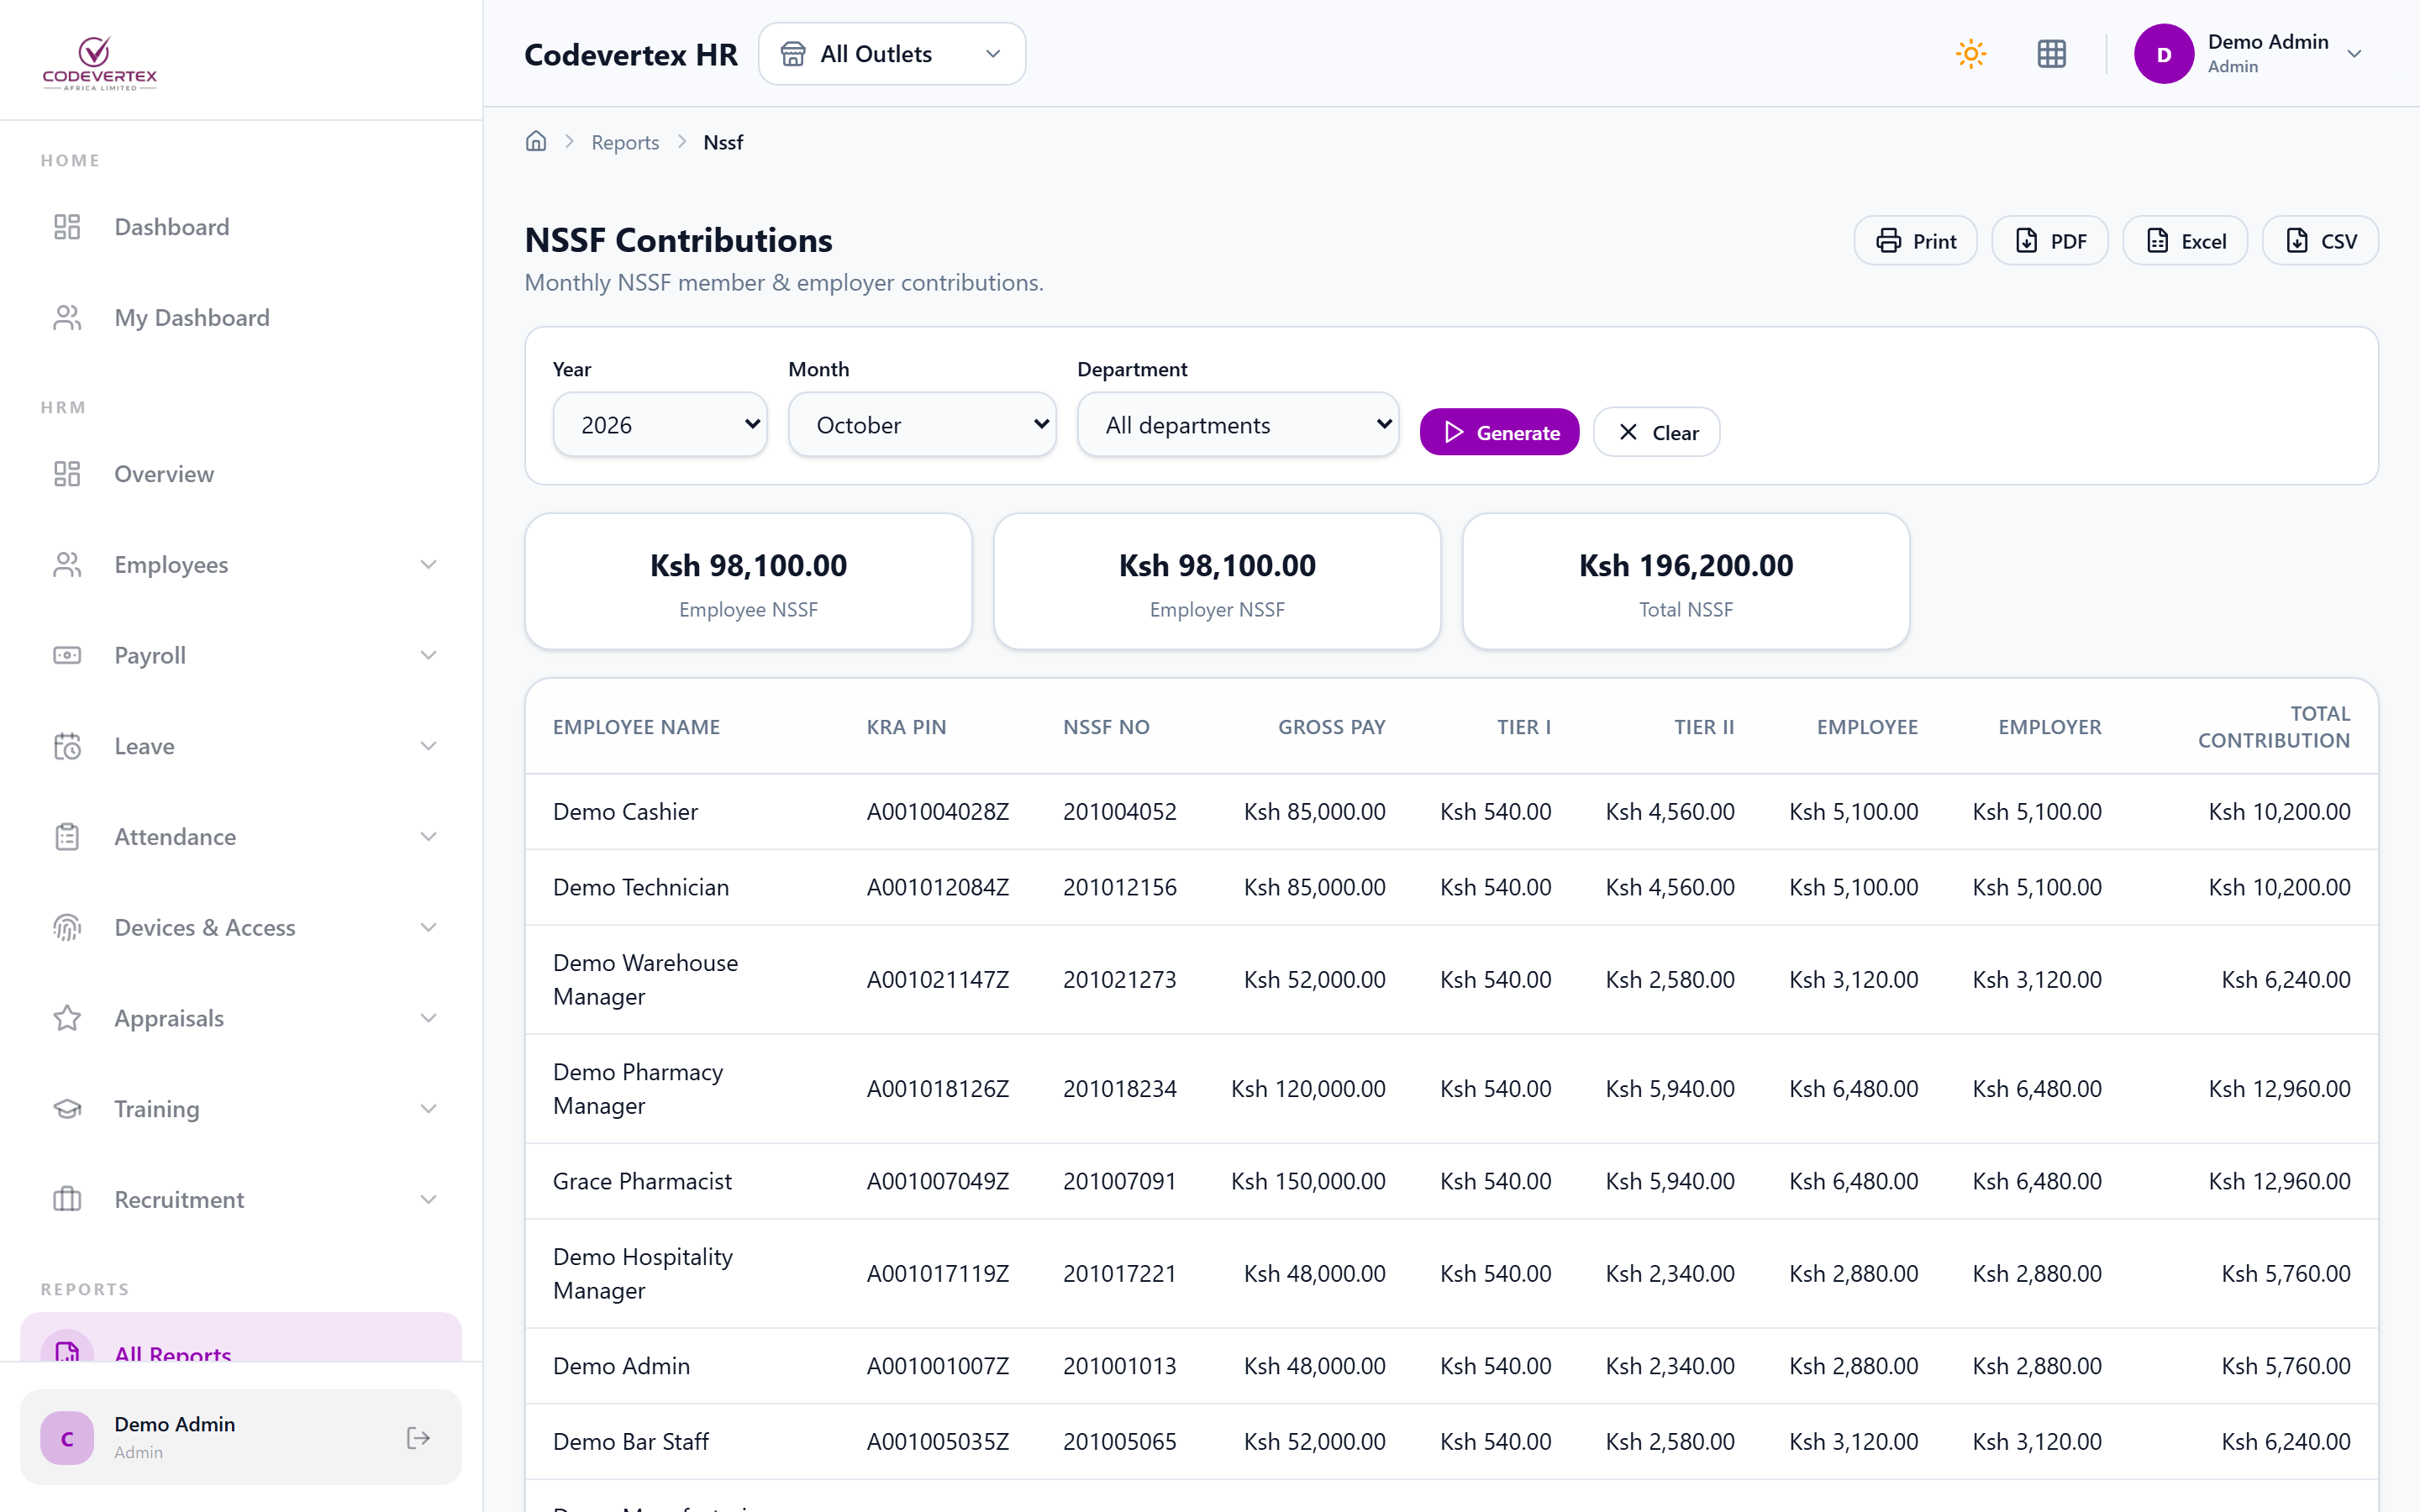 CODEVERTEX
AFRICA LIMITED
HOME
Dashboard
My Dashboard
HRM
Overview
Employees
Payroll
Leave
Attendance
Devices & Access
Appraisals
Training
Recruitment
REPORTS
All Reports
C
Demo Admin
Admin
Codevertex HR
All Outlets
D
Demo Admin
Admin
Reports
Nssf
NSSF Contributions
Monthly NSSF member & employer contributions.
Print
PDF
Excel
CSV
Year
Month
Department
2026
October
All departments
Generate
Clear
Ksh 98,100.00
Employee NSSF
Ksh 98,100.00
Employer NSSF
Ksh 196,200.00
Total NSSF
EMPLOYEE NAME KRA PIN NSSF NO GROSS PAY TIER I TIER II EMPLOYEE EMPLOYER TOTAL CONTRIBUTION
Demo Cashier A001004028Z 201004052 Ksh 85,000.00 Ksh 540.00 Ksh 4,560.00 Ksh 5,100.00 Ksh 5,100.00 Ksh 10,200.00
Demo Technician A001012084Z 201012156 Ksh 85,000.00 Ksh 540.00 Ksh 4,560.00 Ksh 5,100.00 Ksh 5,100.00 Ksh 10,200.00
Demo Warehouse Manager A001021147Z 201021273 Ksh 52,000.00 Ksh 540.00 Ksh 2,580.00 Ksh 3,120.00 Ksh 3,120.00 Ksh 6,240.00
Demo Pharmacy Manager A001018126Z 201018234 Ksh 120,000.00 Ksh 540.00 Ksh 5,940.00 Ksh 6,480.00 Ksh 6,480.00 Ksh 12,960.00
Grace Pharmacist A001007049Z 201007091 Ksh 150,000.00 Ksh 540.00 Ksh 5,940.00 Ksh 6,480.00 Ksh 6,480.00 Ksh 12,960.00
Demo Hospitality Manager A001017119Z 201017221 Ksh 48,000.00 Ksh 540.00 Ksh 2,340.00 Ksh 2,880.00 Ksh 2,880.00 Ksh 5,760.00
Demo Admin A001001007Z 201001013 Ksh 48,000.00 Ksh 540.00 Ksh 2,340.00 Ksh 2,880.00 Ksh 2,880.00 Ksh 5,760.00
Demo Bar Staff A001005035Z 201005065 Ksh 52,000.00 Ksh 540.00 Ksh 2,580.00 Ksh 3,120.00 Ksh 3,120.00 Ksh 6,240.00